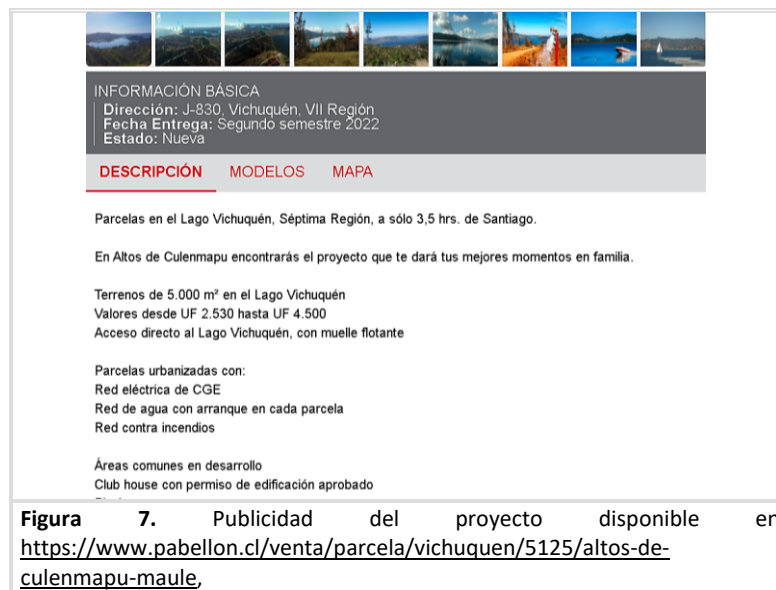 INFORMACIÓN BÁSICA
Dirección: J-830, Vichuquén, VII Región
Fecha Entrega: Segundo semestre 2022
Estado: Nueva
DESCRIPCIÓN MODELOS MAPA
Parcelas en el Lago Vichuquén, Séptima Región, a sólo 3,5 hrs. de Santiago.
En Altos de Culenmapu encontrarás el proyecto que te dará tus mejores momentos en familia.
Terrenos de 5.000 m² en el Lago Vichuquén
Valores desde UF 2.530 hasta UF 4.500
Acceso directo al Lago Vichuquén, con muelle flotante
Parcelas urbanizadas con:
Red eléctrica de CGE
Red de agua con arranque en cada parcela
Red contra incendios
Áreas comunes en desarrollo
Club house con permiso de edificación aprobado
Figura 7. Publicidad del proyecto disponible en
https://www.pabellon.cl/venta/parcela/vichuquen/5125/altos-de-
culenmapu-maule,